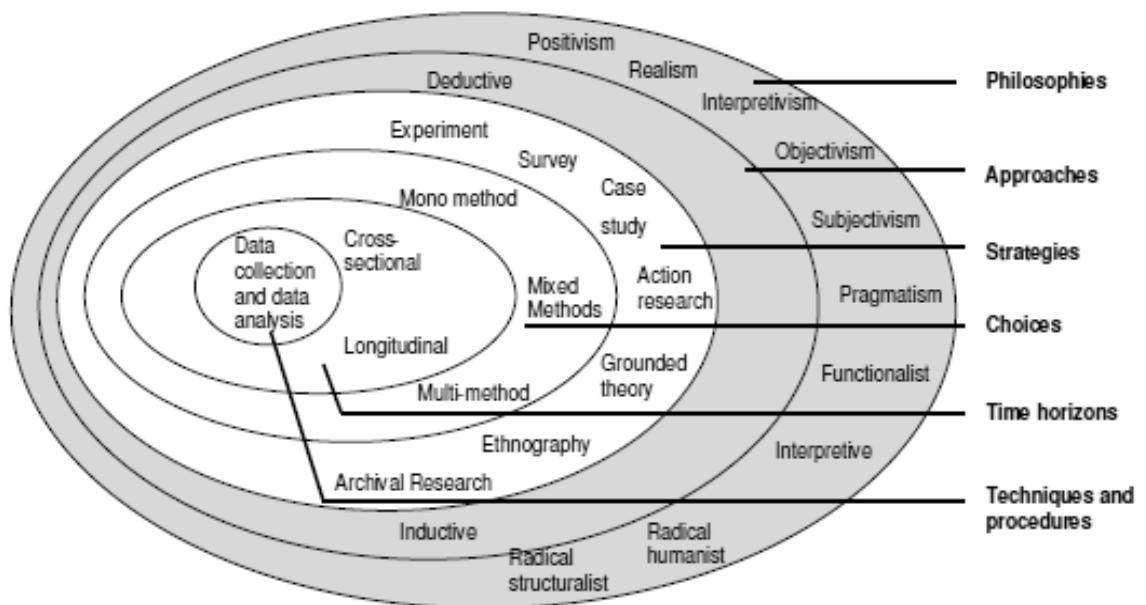 Positivism
Realism
Philosophies
Deductive
Interpretivism
Experiment
Objectivism
Survey
Approaches
Mono method
Case
study
Subjectivism
Data
collection
and data
analysis
Cross-
sectional
Strategies
Mixed
Methods
Action
research
Pragmatism
Choices
Longitudinal
Grounded
theory
Functionalist
Multi-method
Time horizons
Ethnography
Interpretive
Archival Research
Techniques and
procedures
Inductive
Radical
humanist
Radical
structuralist